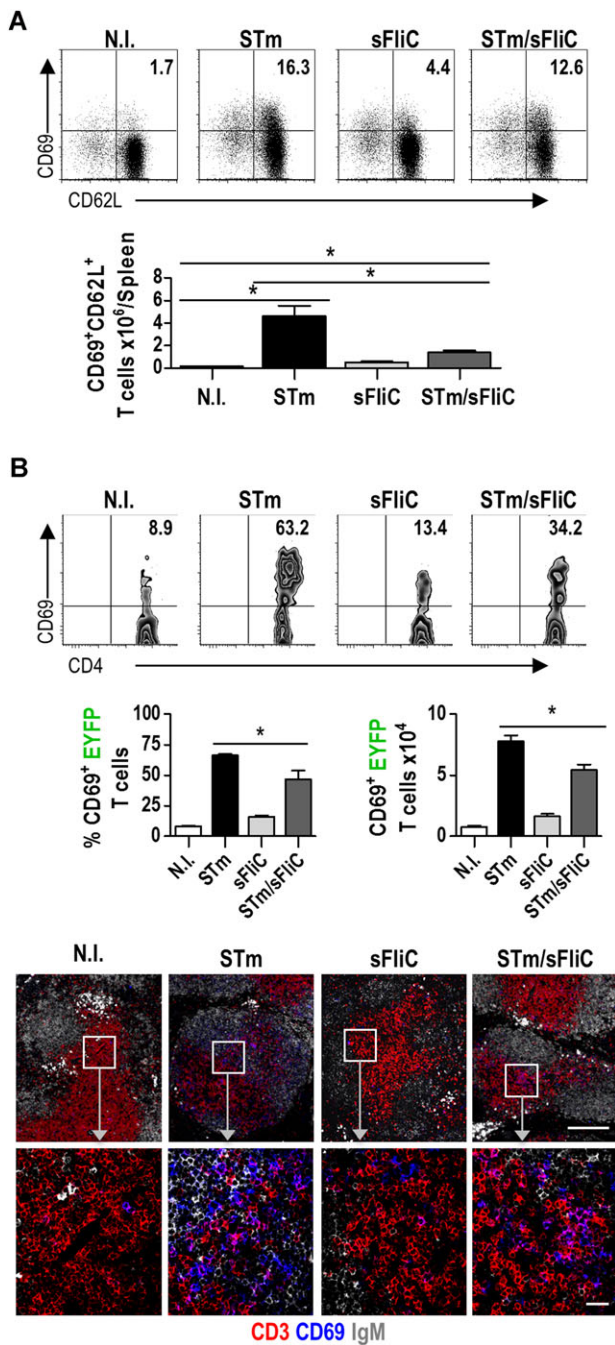 A
N.I. STm sFliC STm/sFliC
1.7 16.3 4.4 12.6
CD69
CD62L
CD69+CD62L+
T cells x10^6/Spleen
8
6
4
2
0
* * *
N.I. STm sFliC STm/sFliC
B
N.I. STm sFliC STm/sFliC
8.9 63.2 13.4 34.2
CD69
CD4
% CD69+ EYFP
T cells
100
75
50
25
0
*
N.I. STm sFliC STm/sFliC
CD69+ EYFP
T cells x10^4
10
5
0
*
N.I. STm sFliC STm/sFliC
N.I. STm sFliC STm/sFliC
CD3 CD69 IgM